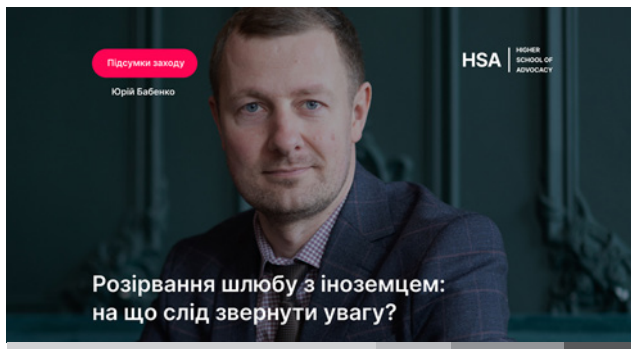 Підсумки заходу
Юрій Бабенко
HSA
HIGHER
SCHOOL OF
ADVOCACY
Розірвання шлюбу з іноземцем:
на що слід звернути увагу?